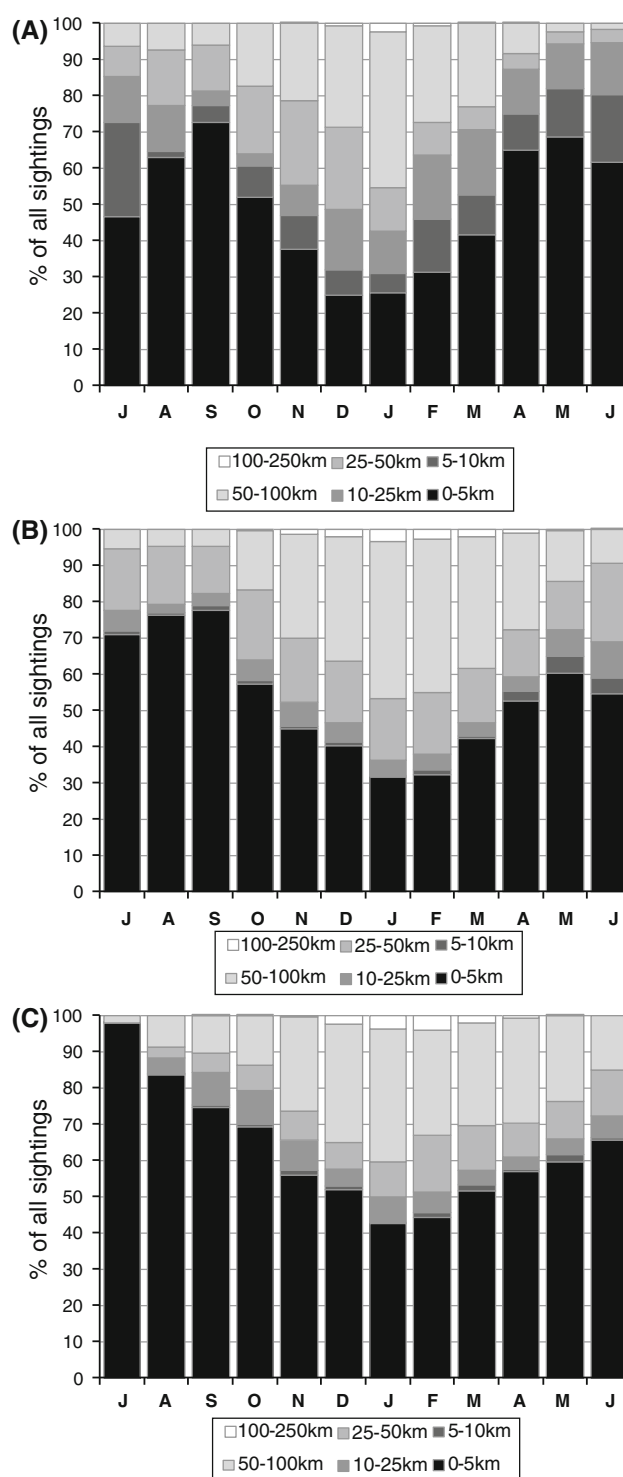 (A)
100
90
80
70
60
50
40
30
20
10
0
% of all sightings
J A S O N D J F M A M J
100-250km 25-50km 5-10km
50-100km 10-25km 0-5km
(B)
100
90
80
70
60
50
40
30
20
10
0
% of all sightings
J A S O N D J F M A M J
100-250km 25-50km 5-10km
50-100km 10-25km 0-5km
(C)
100
90
80
70
60
50
40
30
20
10
0
% of all sightings
J A S O N D J F M A M J
100-250km 25-50km 5-10km
50-100km 10-25km 0-5km